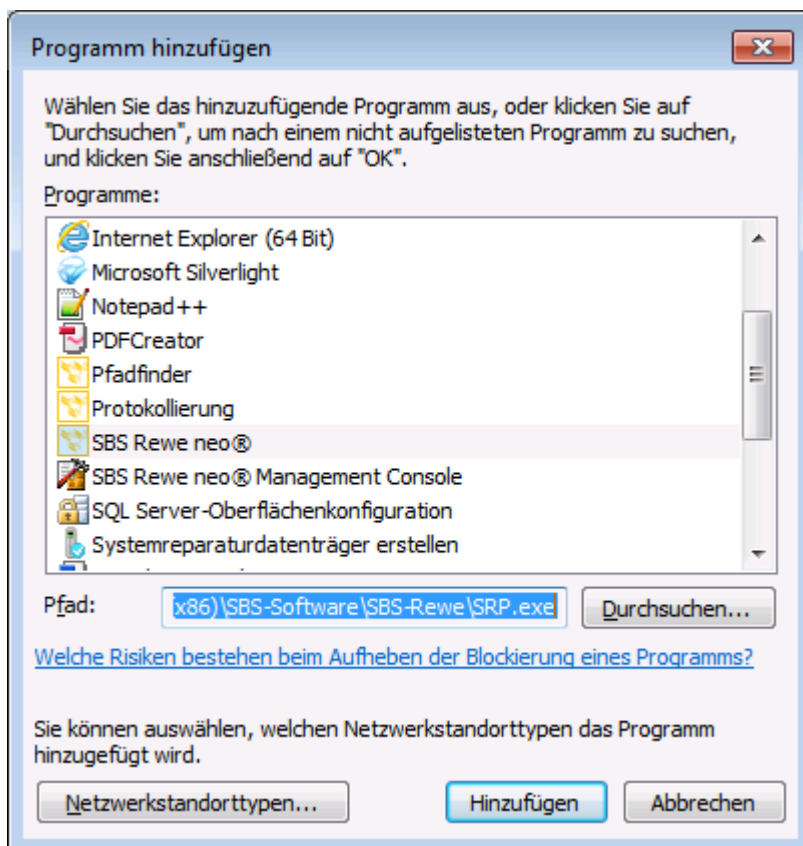 Programm hinzufügen
Wählen Sie das hinzuzufügende Programm aus, oder klicken Sie auf
"Durchsuchen", um nach einem nicht aufgelisteten Programm zu suchen,
und klicken Sie anschließend auf "OK".
Programme:
Internet Explorer (64 Bit)
Microsoft Silverlight
Notepad++
PDFCreator
Pfadfinder
Protokollierung
SBS Rewe neo®
SBS Rewe neo® Management Console
SQL Server-Oberflächenkonfiguration
Systemreparaturdatenträger erstellen
Pfad: x86)\SBS-Software\SBS-Rewe\SRP.exe Durchsuchen...
Welche Risiken bestehen beim Aufheben der Blockierung eines Programms?
Sie können auswählen, welchen Netzwerkstandorttypen das Programm
hinzugefügt wird.
Netzwerkstandorttypen... Hinzufügen Abbrechen